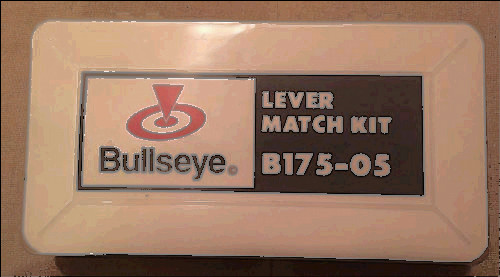 Bullseye©
LEVER
MATCH KIT
B175-05